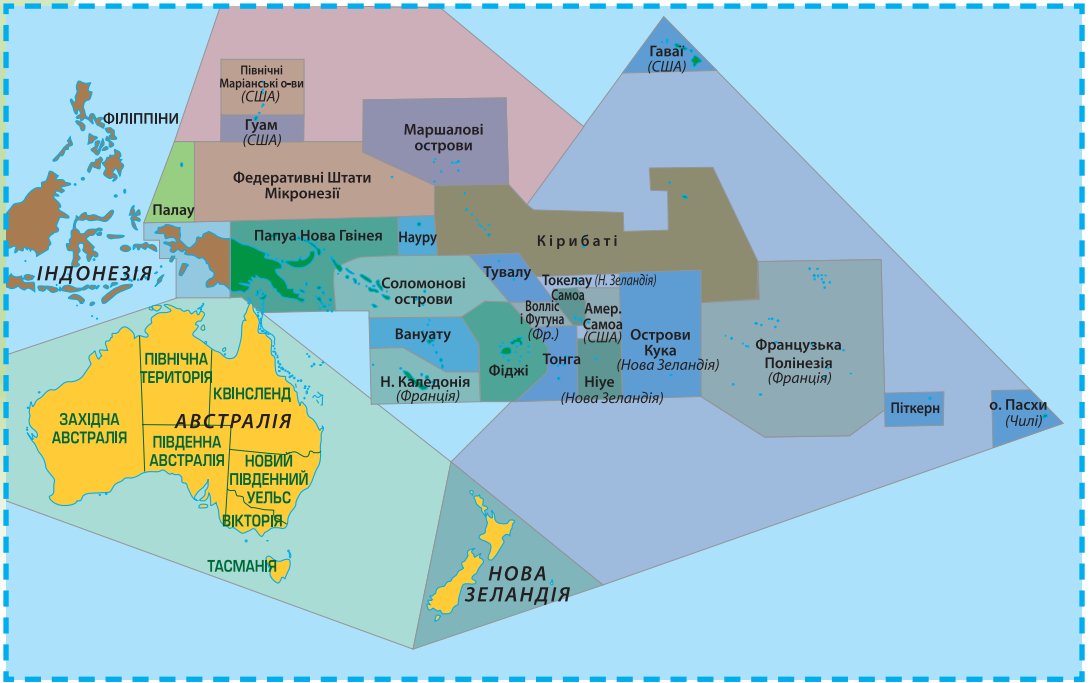 Гаваї
(США)
Північні
Маріанські о-ви
(США)
Гуам
(США)
ФІЛІППІНИ
Маршалові
острови
Федеративні Штати
Мікронезії
Палау
Папуа Нова Гвінея
Науру
Кірибаті
ІНДОНЕЗІЯ
Соломонові
острови
Тувалу
Токелау (Н. Зеландія)
Самоа
Волліс
і Футуна
(Фр.)
Амер.
Самоа
(США)
Вануату
Фіджі
Тонга
Острови
Кука
(Нова Зеландія)
Французька
Полінезія
(Франція)
Н. Каледонія
(Франція)
Ніуе
(Нова Зеландія)
Піткерн
о. Пасхи
(Чилі)
ПІВНІЧНА
ТЕРИТОРІЯ
КВІНСЛЕНД
ЗАХІДНА
АВСТРАЛІЯ
АВСТРАЛІЯ
ПІВДЕННА
АВСТРАЛІЯ
НОВИЙ
ПІВДЕННИЙ
УЕЛЬС
ВІКТОРІЯ
ТАСМАНІЯ
НОВА
ЗЕЛАНДІЯ